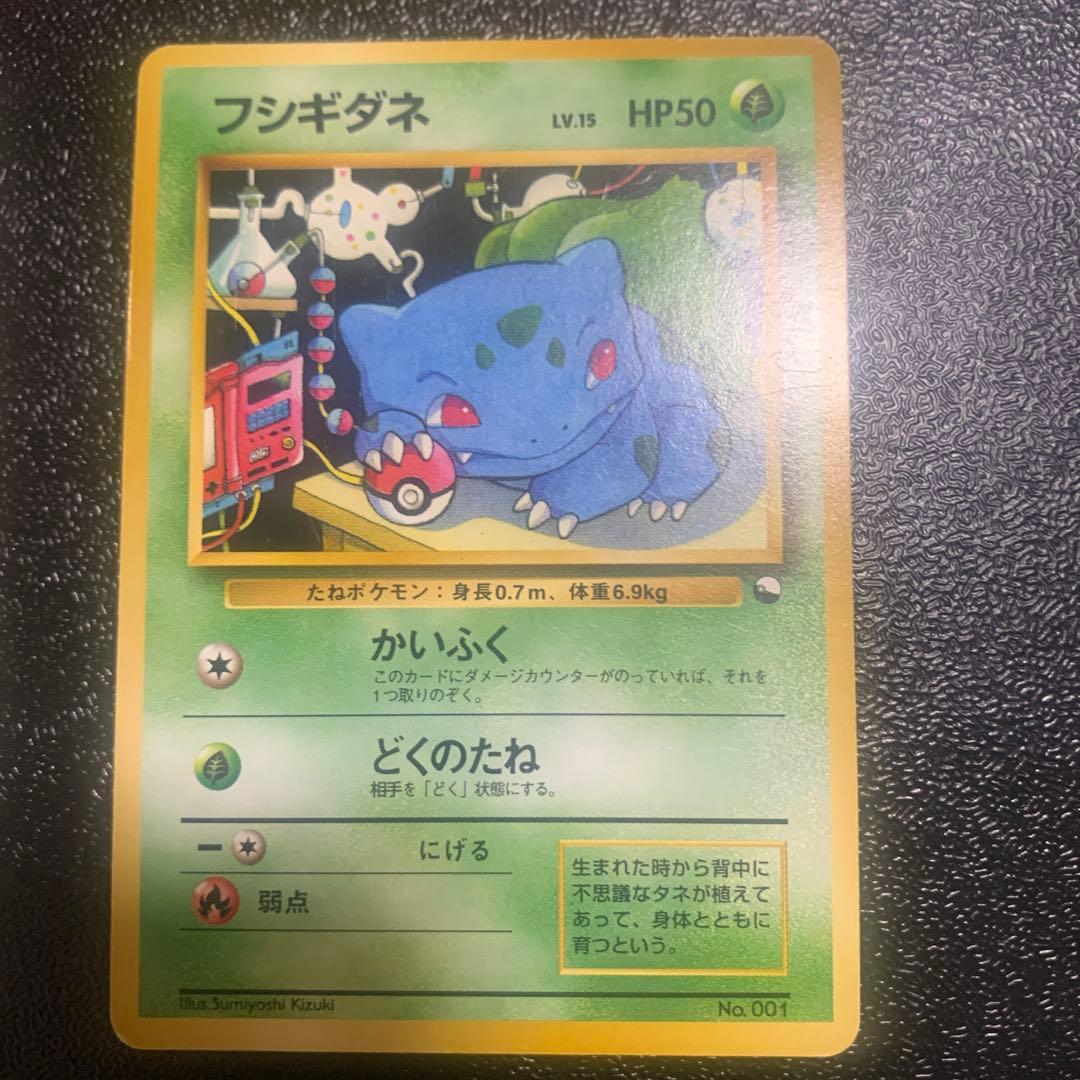 フシギダネ LV.15 HP50
たねポケモン：身長0.7m、体重6.9kg
かいふく
このカードにダメージカウンターがのっていれば、それを
1つ取りのぞく。
どくのたね
相手を「どく」状態にする。
にげる
弱点
生まれた時から背中に
不思議なタネが植えて
あって、身体とともに
育つという。
Illus.Sumiyoshi Kizuki
No. 001